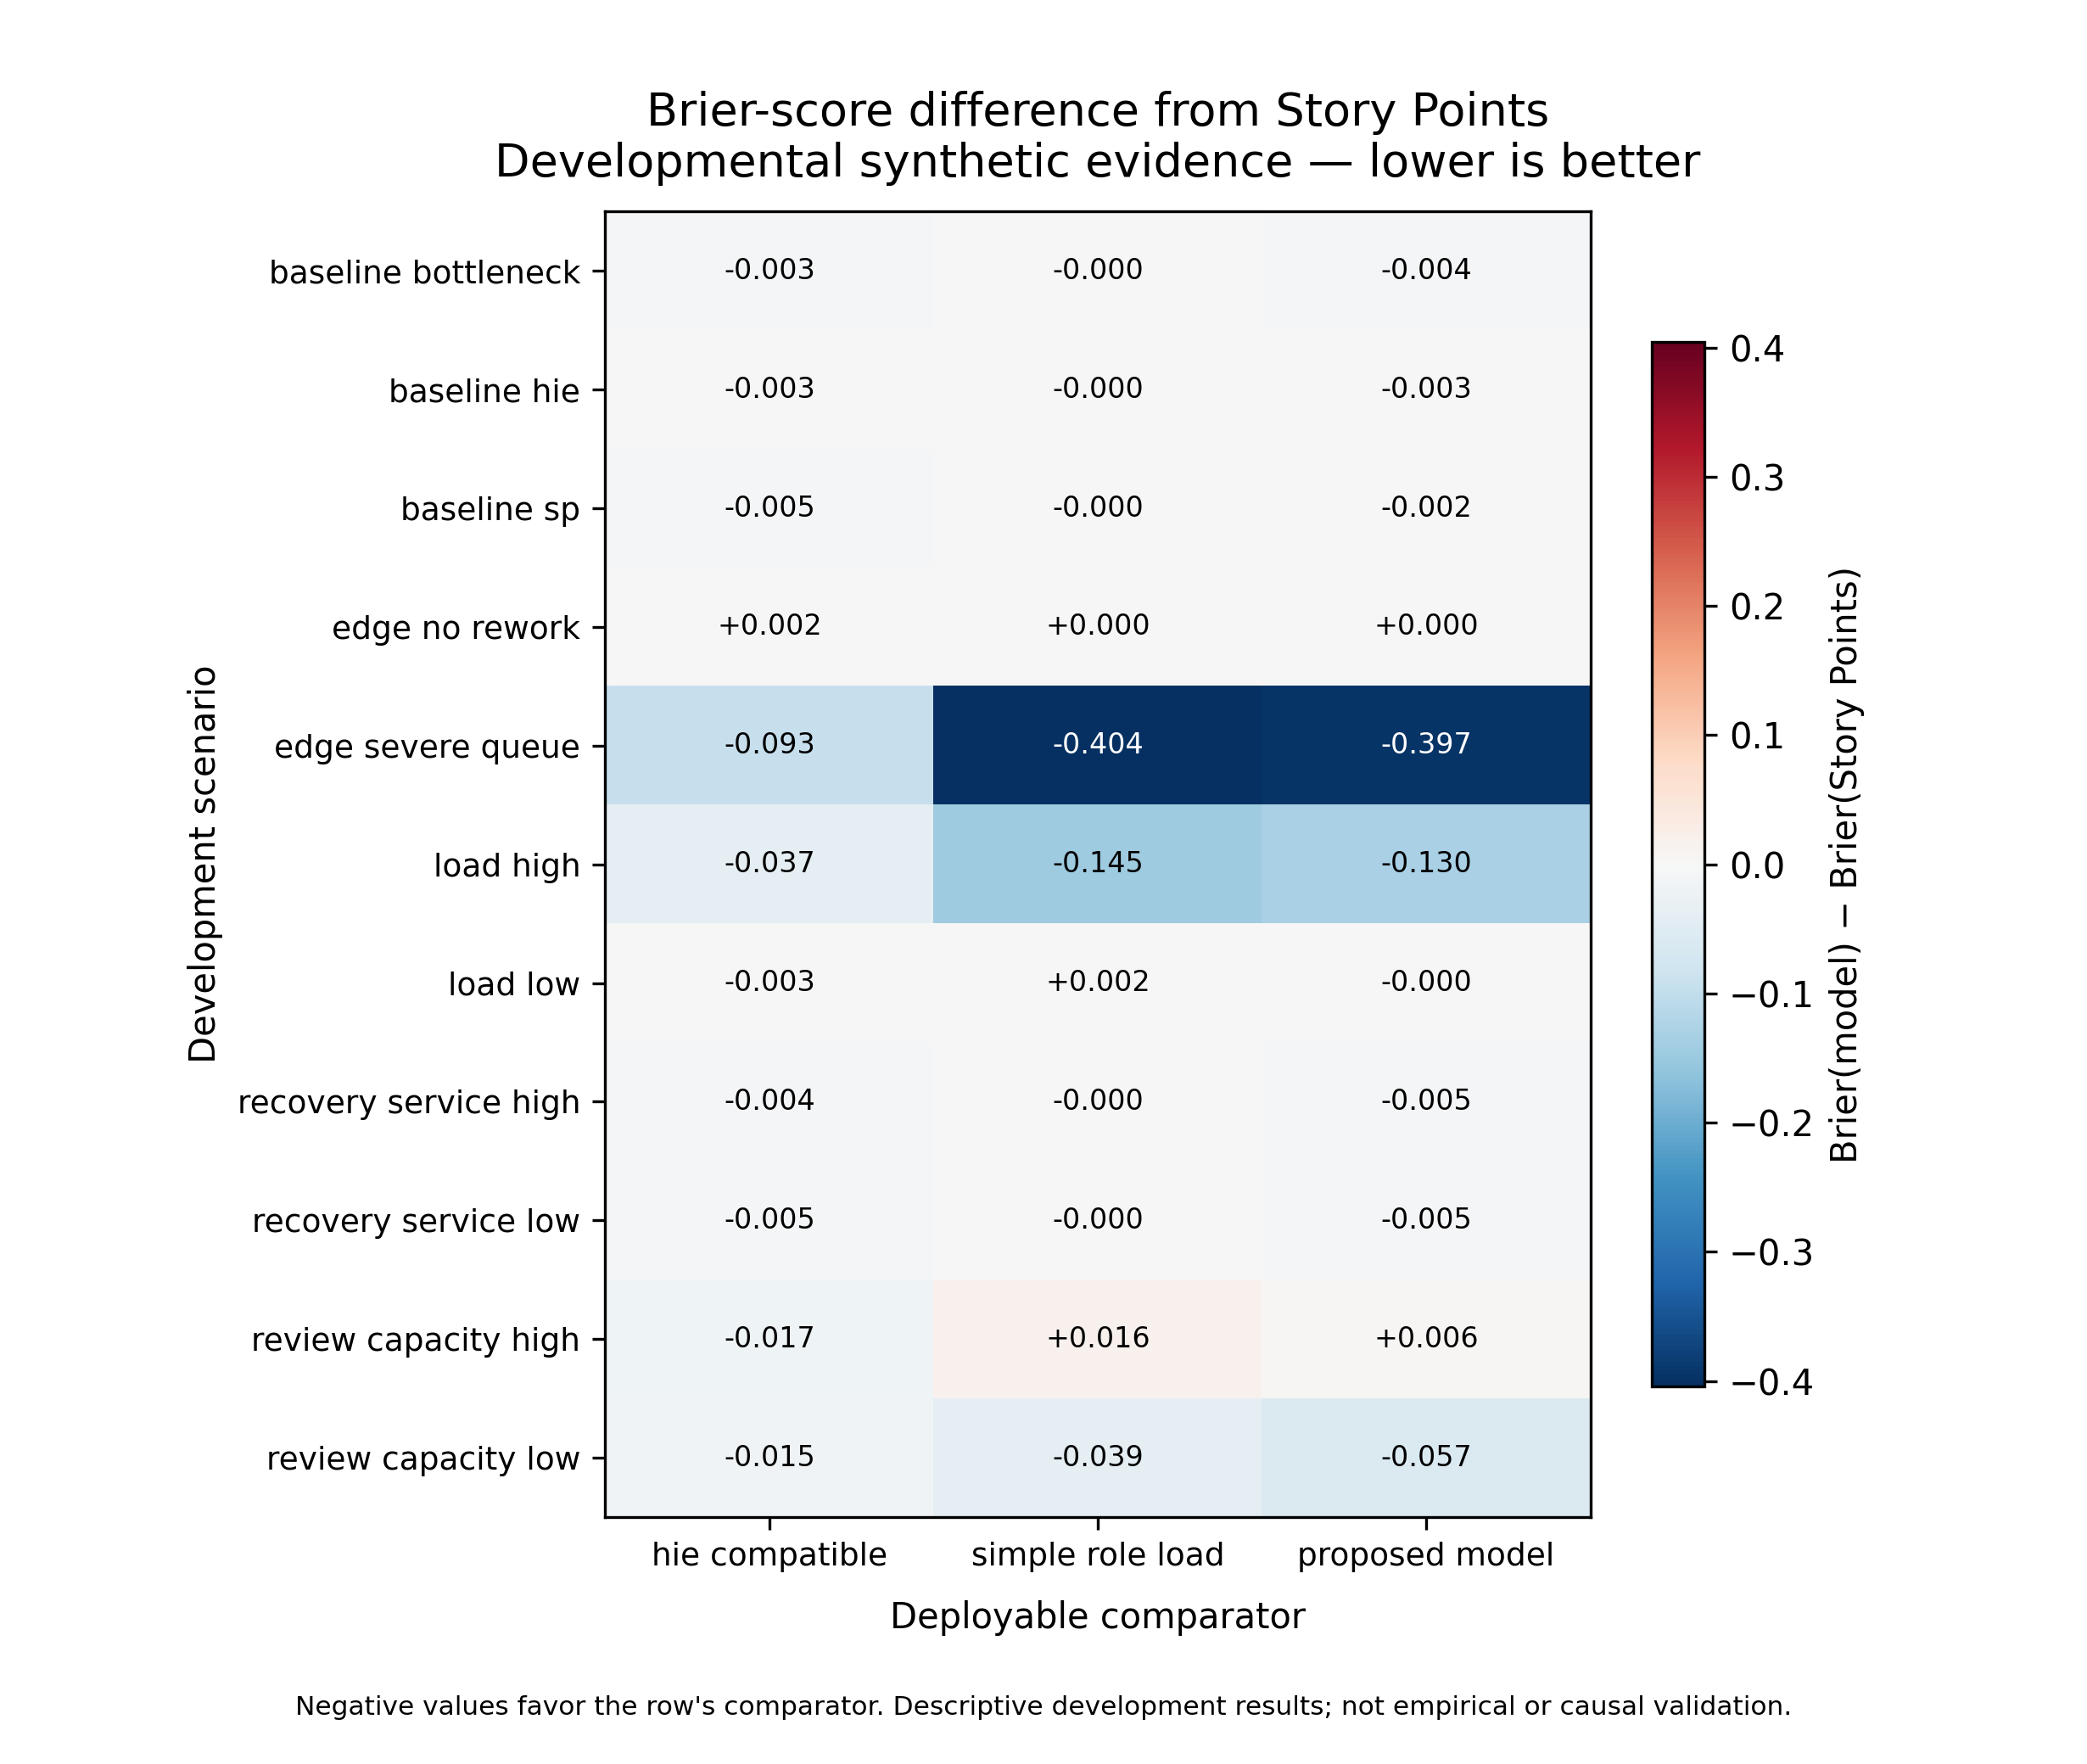 Brier-score difference from Story Points
Developmental synthetic evidence — lower is better
Development scenario
baseline bottleneck -0.003 -0.000 -0.004
baseline hie -0.003 -0.000 -0.003
baseline sp -0.005 -0.000 -0.002
edge no rework +0.002 +0.000 +0.000
edge severe queue -0.093 -0.404 -0.397
load high -0.037 -0.145 -0.130
load low -0.003 +0.002 -0.000
recovery service high -0.004 -0.000 -0.005
recovery service low -0.005 -0.000 -0.005
review capacity high -0.017 +0.016 +0.006
review capacity low -0.015 -0.039 -0.057
hie compatible simple role load proposed model
Deployable comparator
0.4
0.3
0.2
0.1
0.0
−0.1
−0.2
−0.3
−0.4
Brier(model) − Brier(Story Points)
Negative values favor the row's comparator. Descriptive development results; not empirical or causal validation.